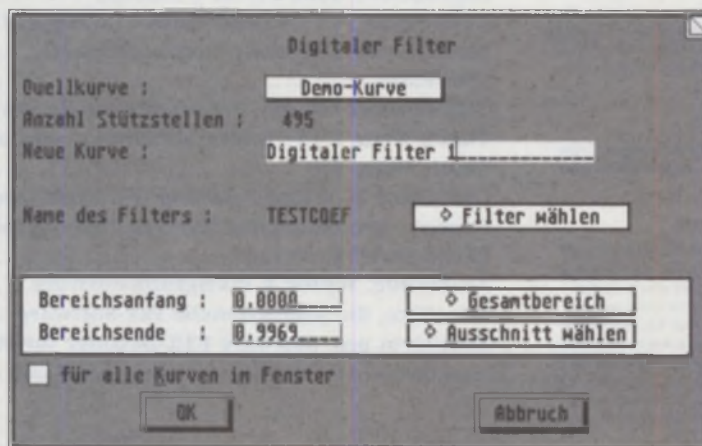 Digitaler Filter
Quellkurve : Demo-Kurve
Anzahl Stützstellen : 495
Neue Kurve : Digitaler Filter 1
Name des Filters : TESTCOEF ◊ Filter wählen
Bereichsanfang : 0.0000 ◊ Gesamtbereich
Bereichsende : 0.9969 ◊ Ausschnitt wählen
für alle Kurven im Fenster
OK Abbruch